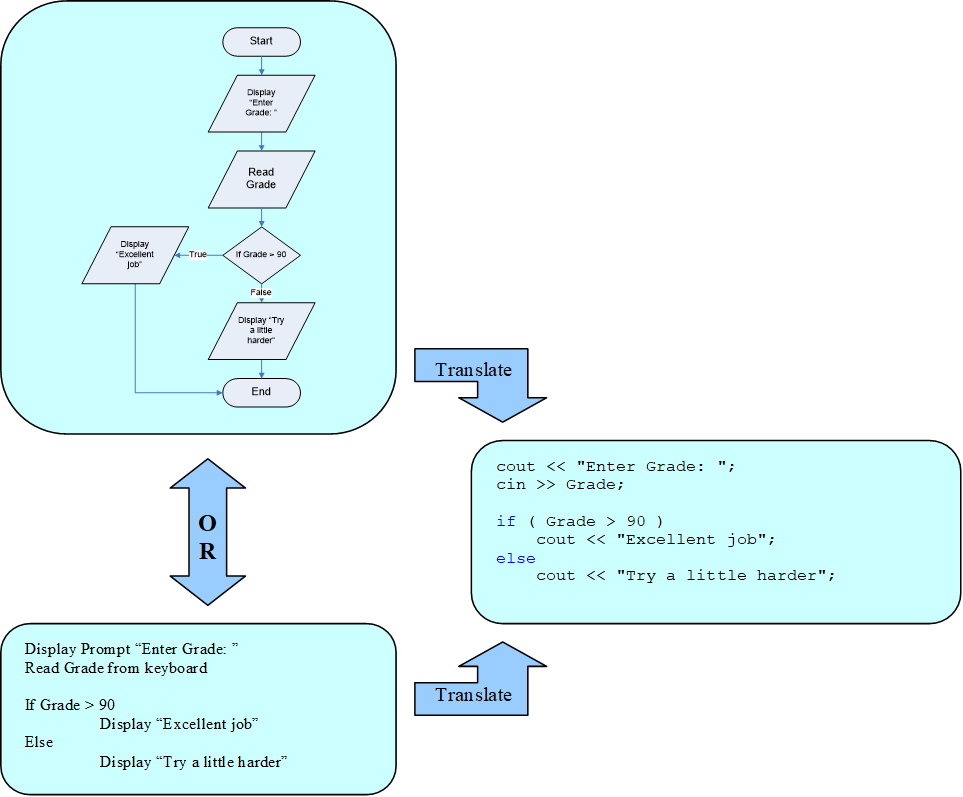 Start
Display
“Enter
Grade: ”
Read
Grade
If Grade > 90
True
Display
“Excellent
job”
False
Display “Try
a little
harder”
End
Translate
O
R
cout << "Enter Grade: ";
cin >> Grade;
if ( Grade > 90 )
cout << "Excellent job";
else
cout << "Try a little harder";
Display Prompt “Enter Grade: ”
Read Grade from keyboard
If Grade > 90
Display “Excellent job”
Else
Display “Try a little harder”
Translate